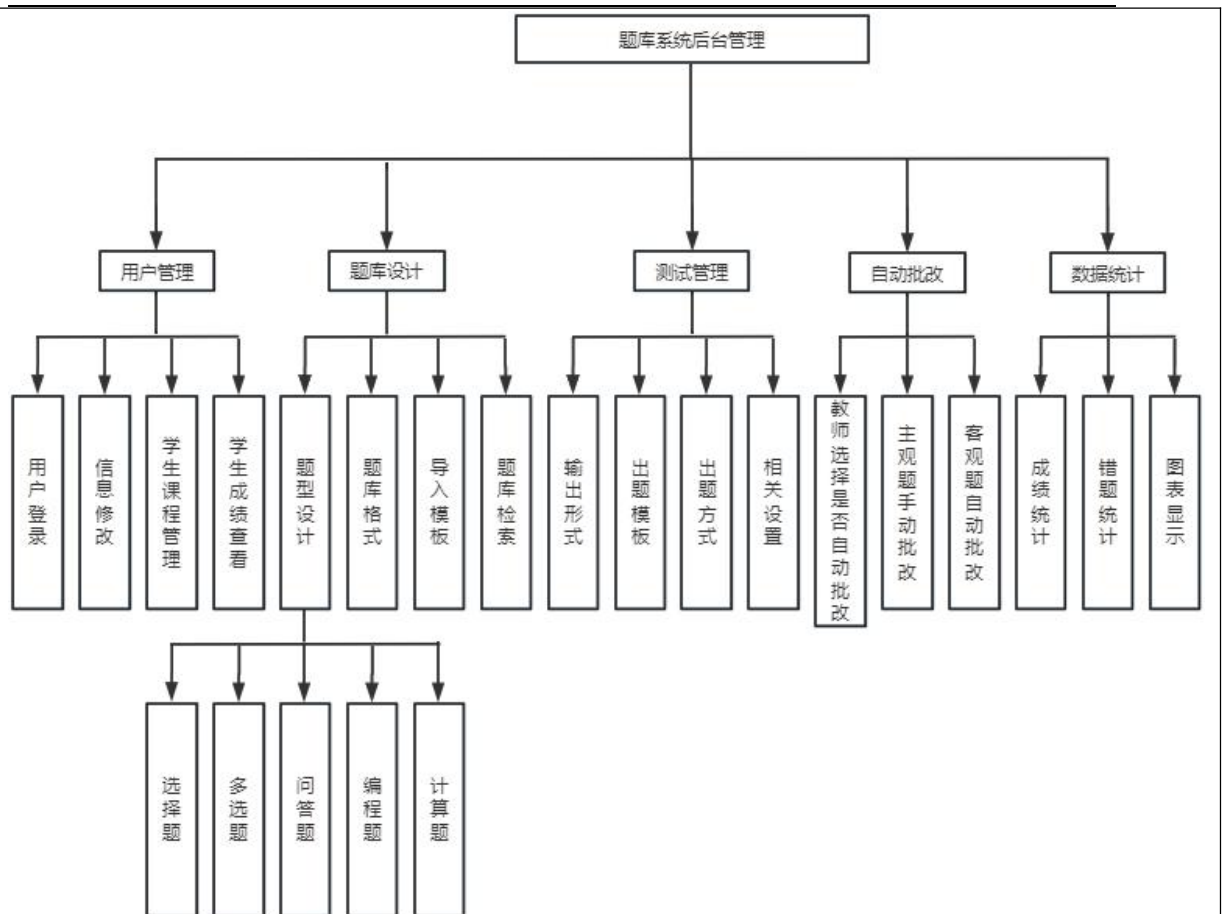 题库系统后台管理
用户管理
题库设计
测试管理
自动批改
数据统计
用户登录
信息修改
学生课程管理
学生成绩查看
题型设计
题库格式
导入模板
题库检索
输出形式
出题模板
出题方式
相关设置
教师选择是否自动批改
主观题手动批改
客观题自动批改
成绩统计
错题统计
图表显示
选择题
多选题
问答题
编程题
计算题